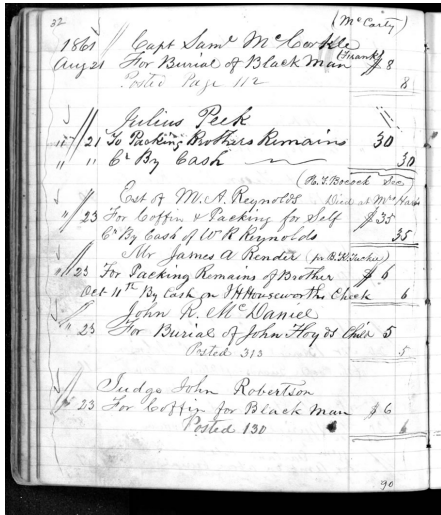 32 (McCarty)
1861 Capt Saml McCorkle
Aug 21 For Burial of Black Man (Frank) $8
Posted Page 112 8
Julius Peck
" 21 To Packing Brothers Remains 30
" " Cr By Cash 30
(R. F. Bocock Sec)
Est of M. A. Reynolds Died at Mrs
" 23 For Coffin & Packing for Self $35
Cr By Cash of W R Reynolds 35
Mr James A Render (pr B. K. Tucker)
" 23 For Packing Remains of Brother $6
Oct 11th By Cash on J H Houseworths Check 6
John R. McDaniel
" 23 For Burial of John Floyds Child 5
Posted 313 5
Judge John Robertson
" 23 For Coffin for Black Man $6
Posted 130 6
90